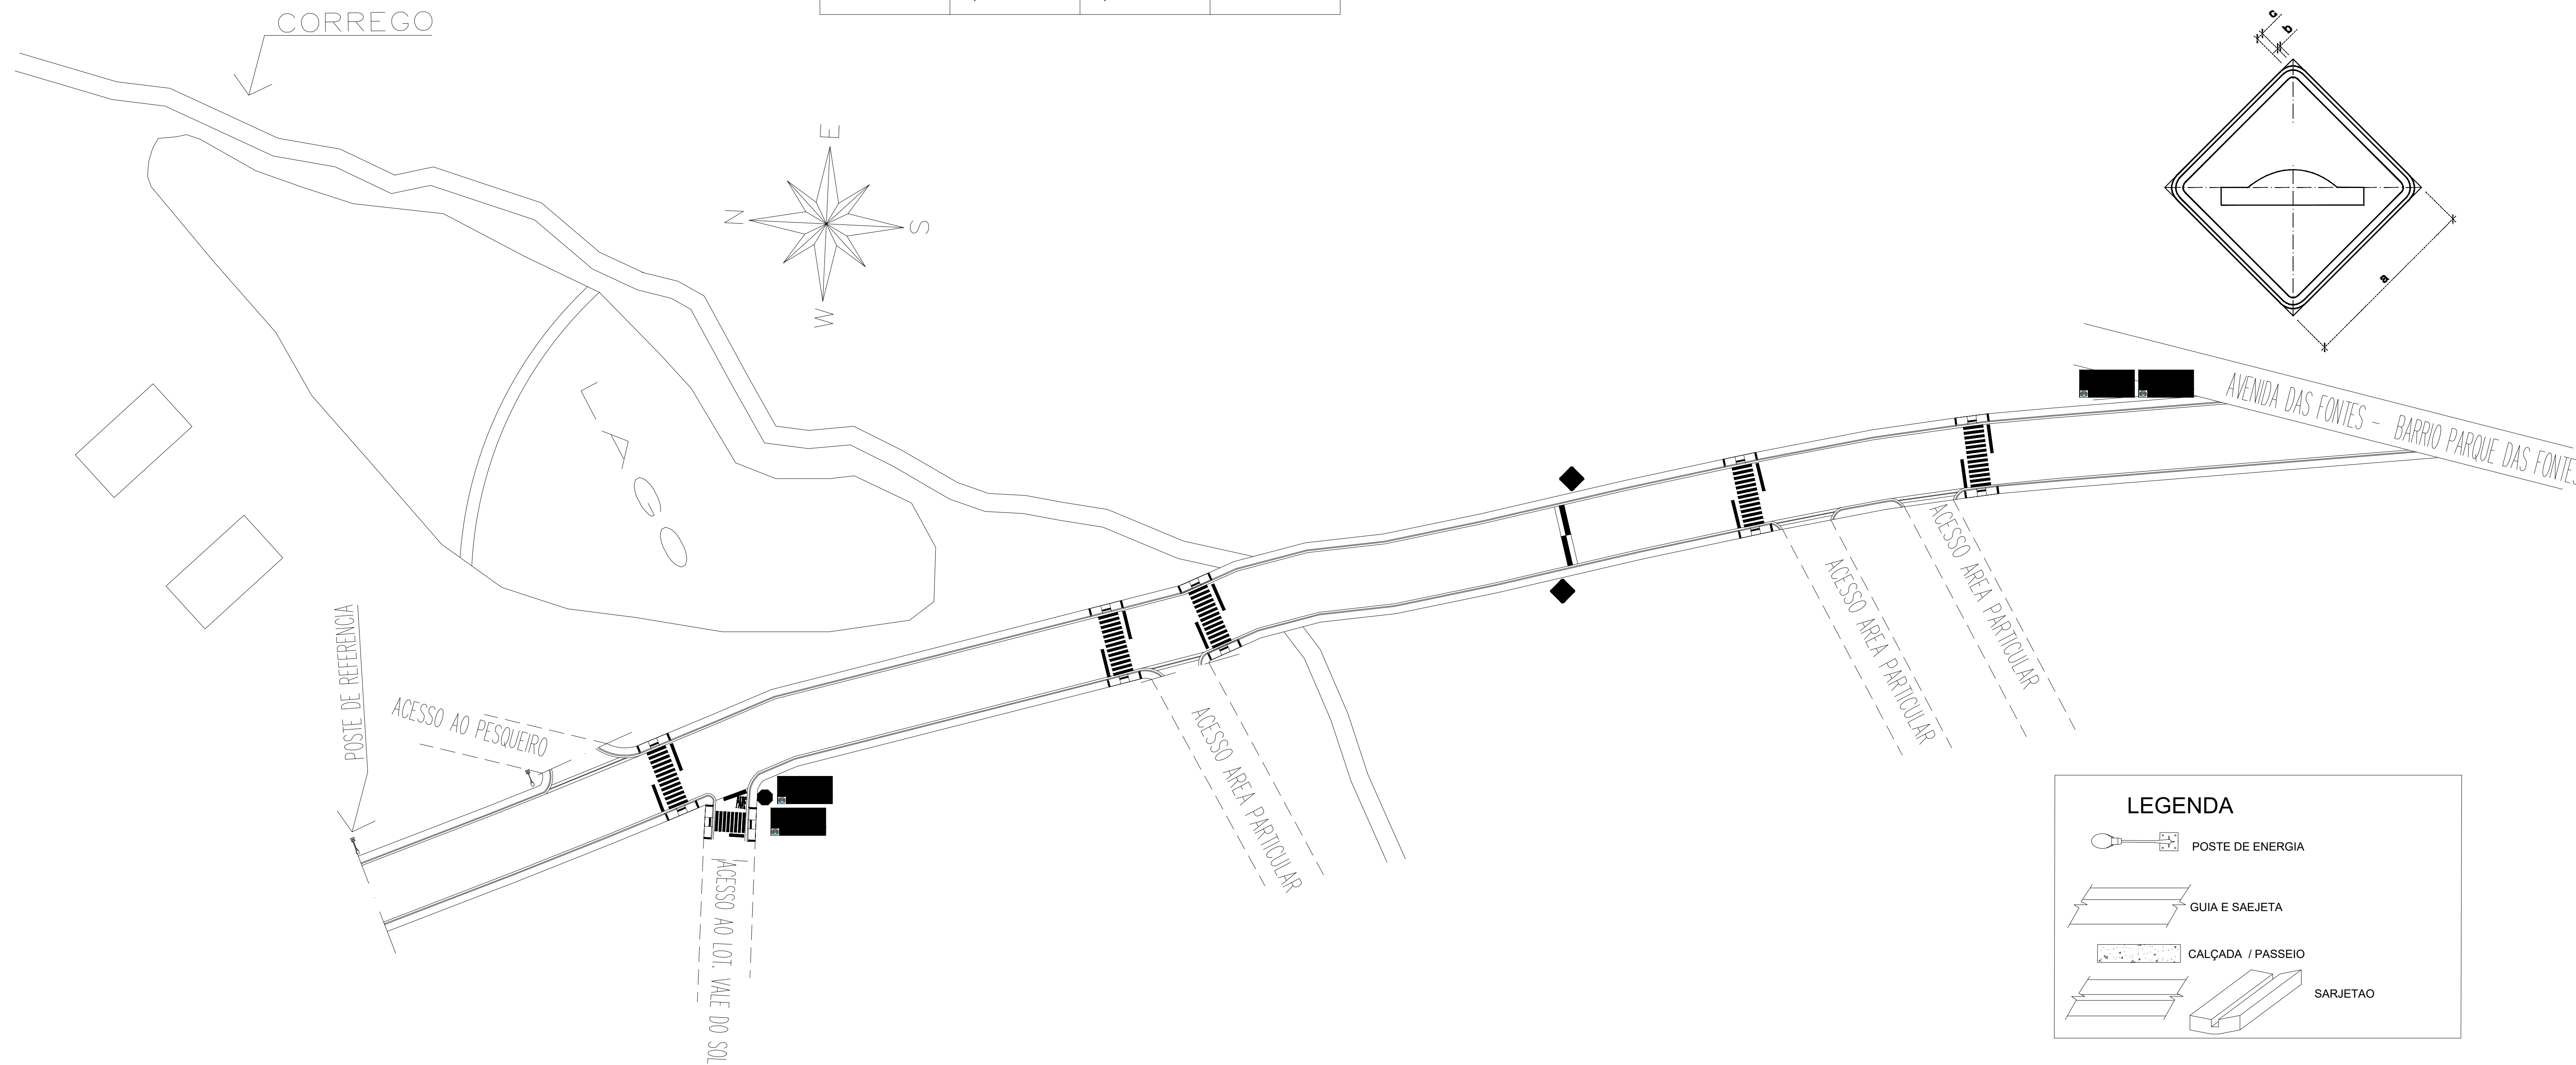 CORREGO
c
b
a
E
N
S
W
LAGO
AVENIDA DAS FONTES - BARRIO PARQUE DAS FONTES
POSTE DE REFERENCIA
ACESSO AO PESQUEIRO
ACESSO AREA PARTICULAR
ACESSO AREA PARTICULAR
ACESSO AREA PARTICULAR
ACESSO AO LOT. VALE DO SOL
LEGENDA
POSTE DE ENERGIA
GUIA E SAEJETA
CALÇADA / PASSEIO
SARJETAO